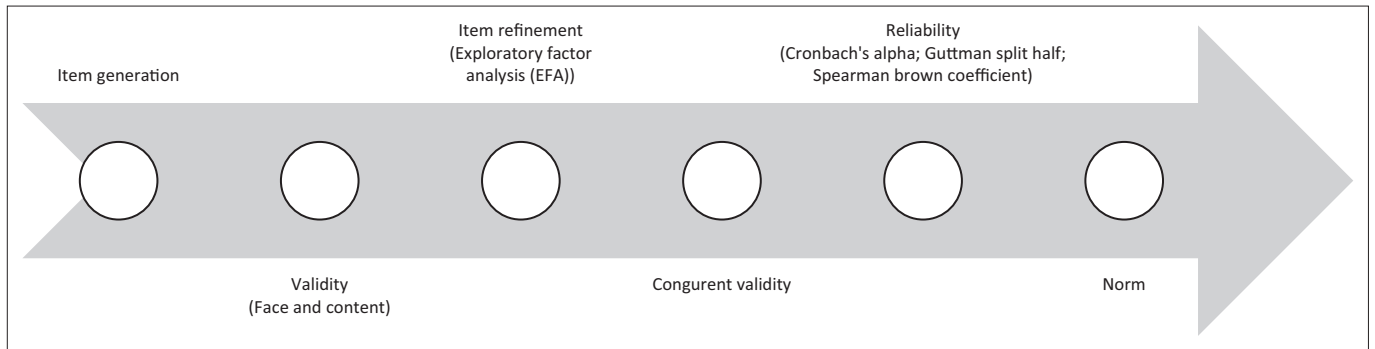 Item generation
Validity
(Face and content)
Item refinement
(Exploratory factor
analysis (EFA))
Congurent validity
Reliability
(Cronbach's alpha; Guttman split half;
Spearman brown coefficient)
Norm